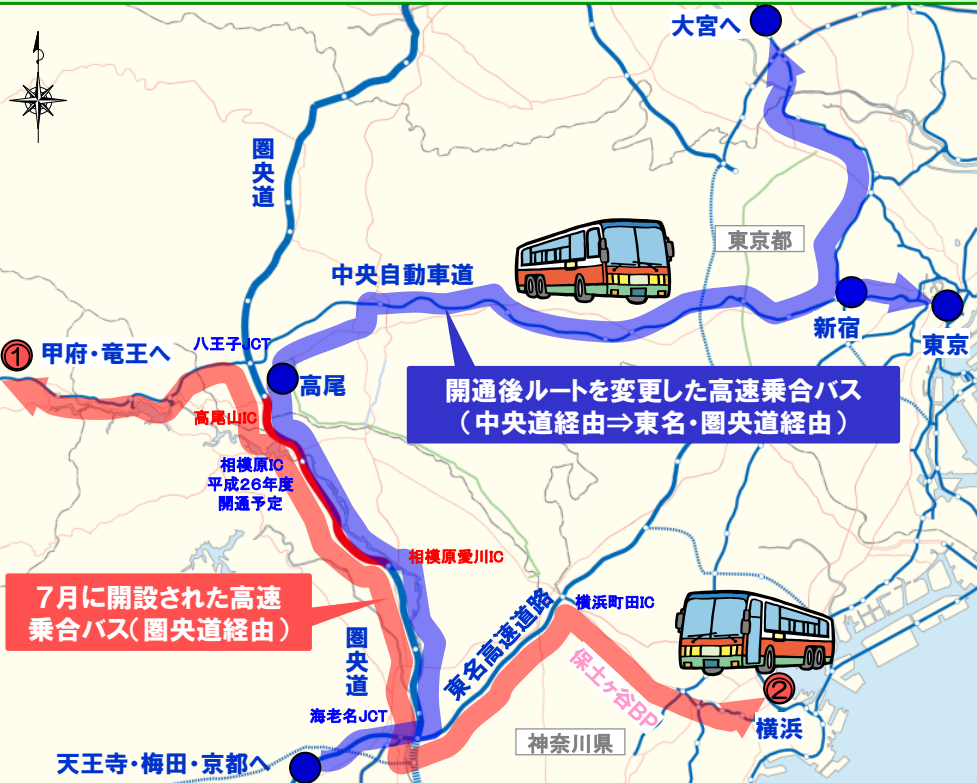 大宮へ
圏央道
東京都
中央自動車道
新宿
東京
① 甲府・竜王へ
八王子JCT
高尾
開通後ルートを変更した高速乗合バス
(中央道経由⇒東名・圏央道経由)
高尾山IC
相模原IC
平成26年度
開通予定
相模原愛川IC
7月に開設された高速
乗合バス(圏央道経由)
横浜町田IC
圏央道
東名高速道路
保土ヶ谷BP
②
横浜
海老名JCT
神奈川県
天王寺・梅田・京都へ